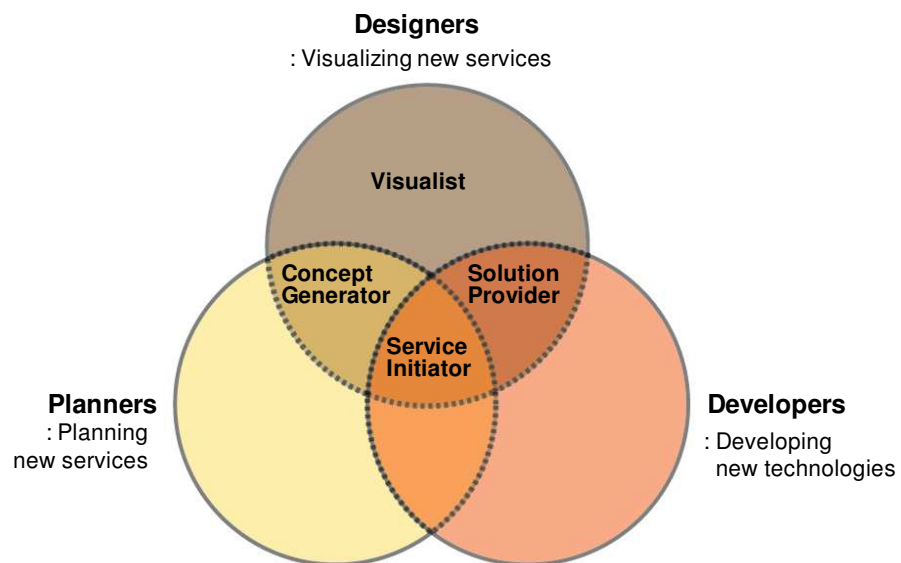 Designers
: Visualizing new services
Visualist
Concept
Generator
Solution
Provider
Service
Initiator
Planners
: Planning
new services
Developers
: Developing
new technologies